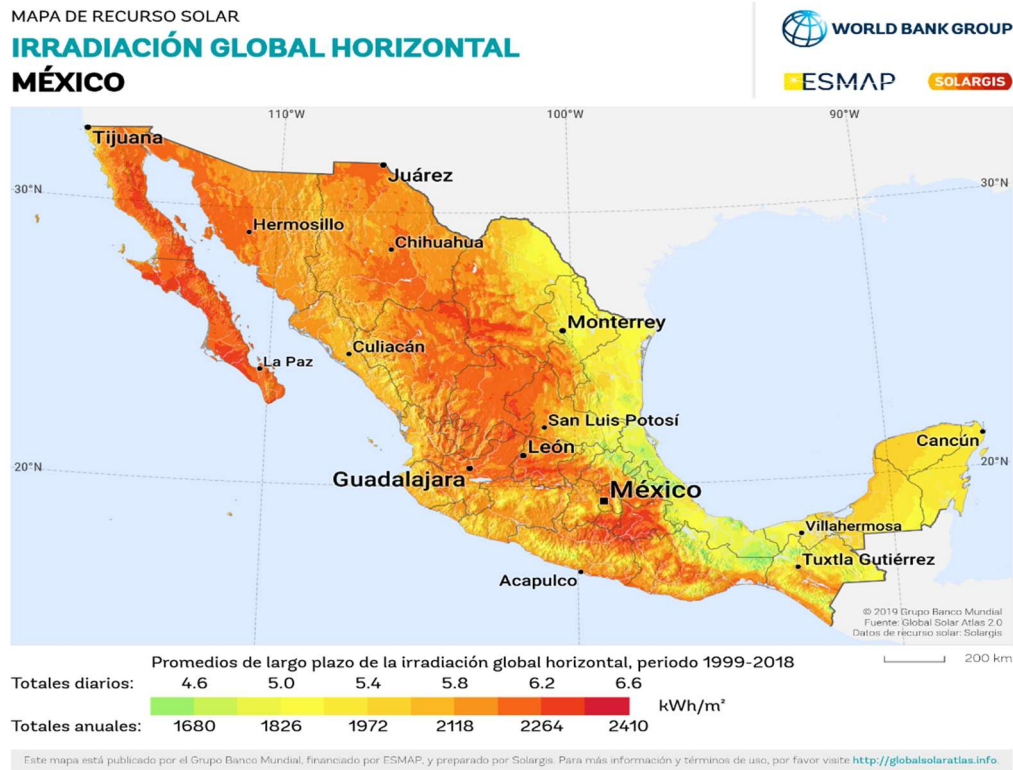 MAPA DE RECURSO SOLAR
IRRADIACIÓN GLOBAL HORIZONTAL
MÉXICO
WORLD BANK GROUP
ESMAP
SOLARGIS
110°W
100°W
90°W
Tijuana
Juárez
30°N
30°N
Hermosillo
Chihuahua
Monterrey
Culiacán
La Paz
San Luis Potosí
Cancún
León
20°N
20°N
Guadalajara
México
Villahermosa
Tuxtla Gutiérrez
Acapulco
© 2019 Grupo Banco Mundial
Fuente: Global Solar Atlas 2.0
Datos de recurso solar: Solargis
Promedios de largo plazo de la irradiación global horizontal, periodo 1999-2018
200 km
Totales diarios: 4.6 5.0 5.4 5.8 6.2 6.6
kWh/m²
Totales anuales: 1680 1826 1972 2118 2264 2410
Este mapa está publicado por el Grupo Banco Mundial, financiado por ESMAP, y preparado por Solargis. Para más información y términos de uso, por favor visite http://globalsolaratlas.info.